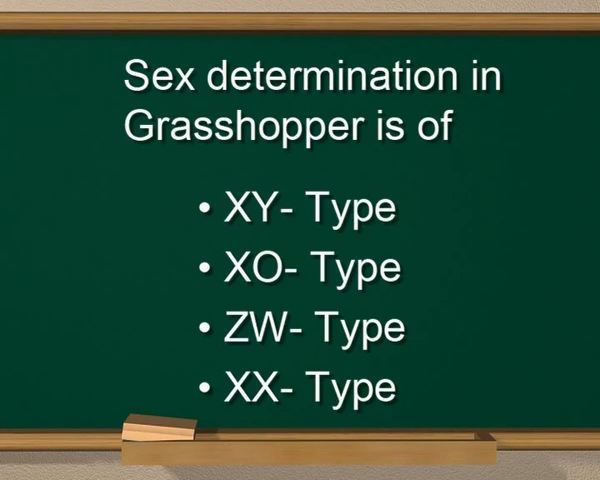 Sex determination in
Grasshopper is of
• XY- Type
• XO- Type
• ZW- Type
• XX- Type